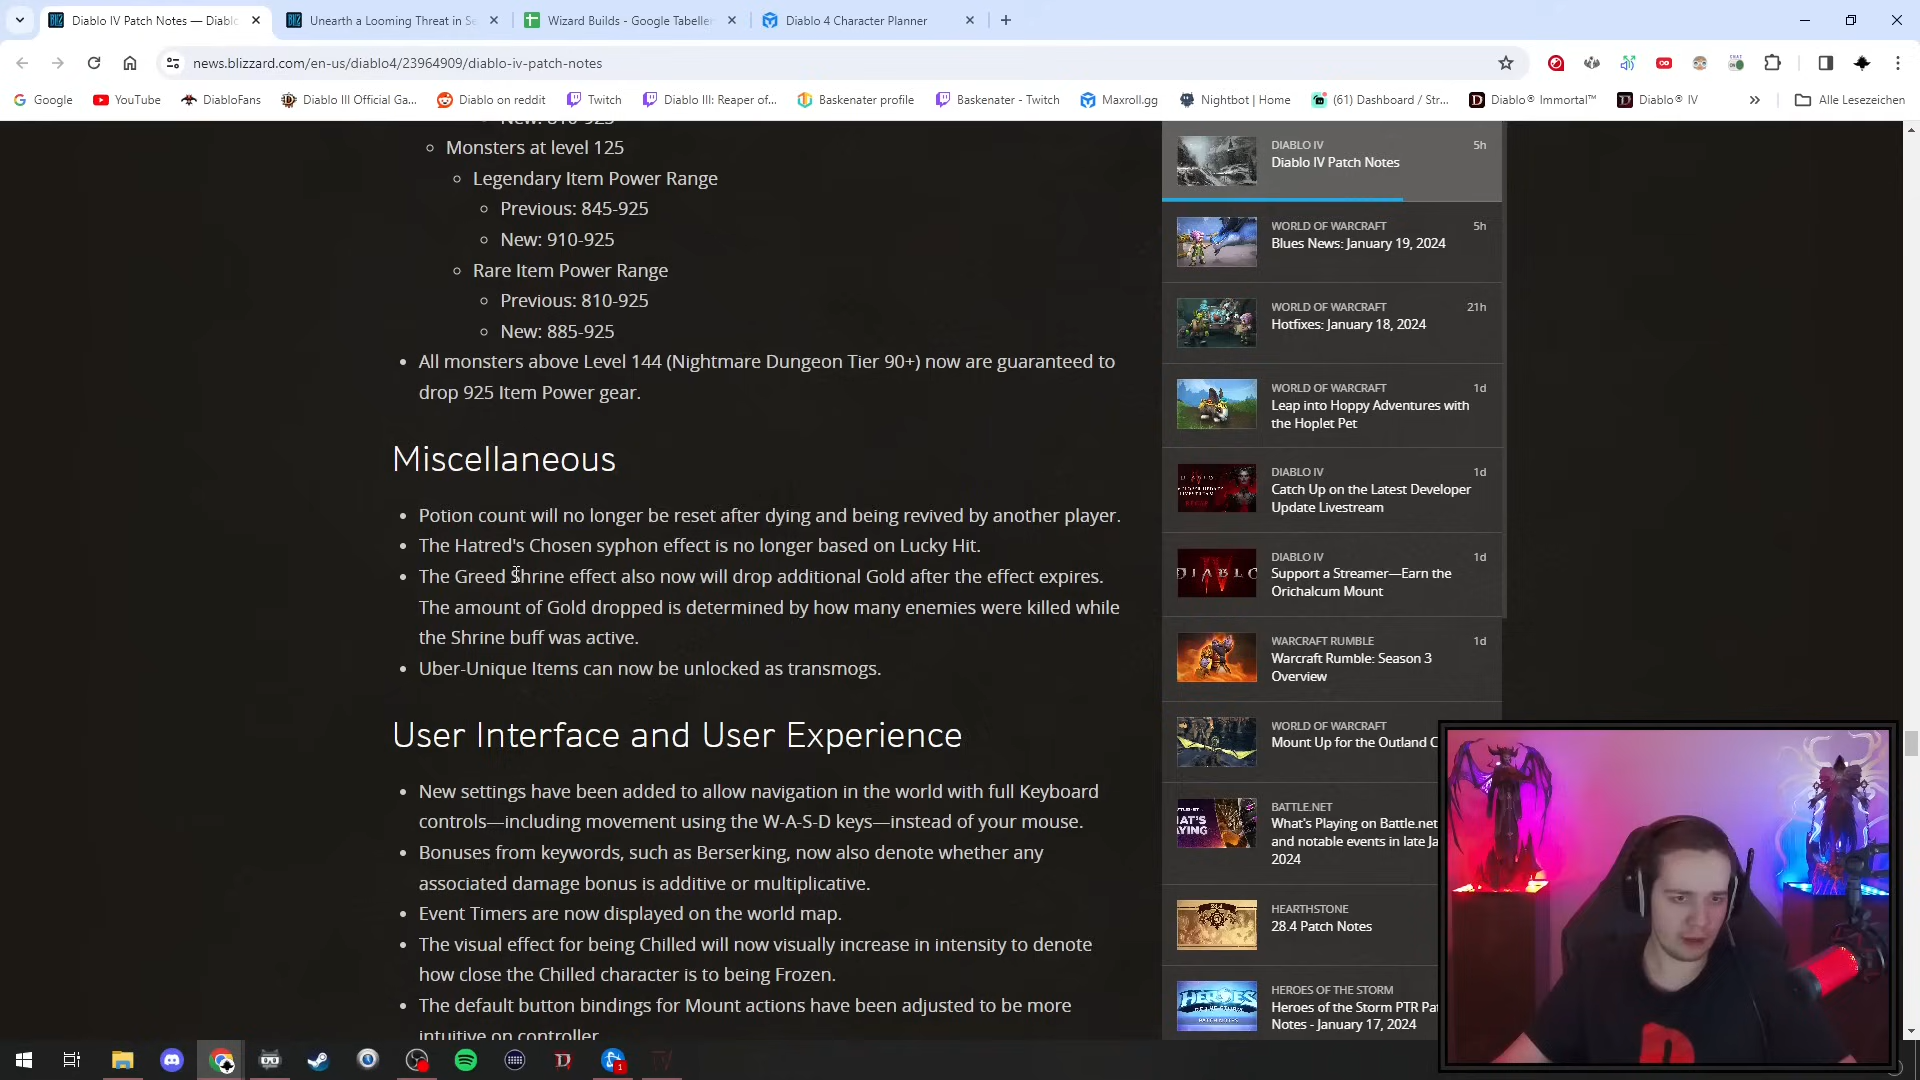 Diablo IV Patch Notes — Diablo
Unearth a Looming Threat in Se
Wizard Builds - Google Tabellen
Diablo 4 Character Planner
news.blizzard.com/en-us/diablo4/23964909/diablo-iv-patch-notes
Google
YouTube
DiabloFans
Diablo III Official Ga...
Diablo on reddit
Twitch
Diablo III: Reaper of...
Baskenater profile
Baskenater - Twitch
Maxroll.gg
Nightbot | Home
(61) Dashboard / Str...
Diablo® Immortal™
Diablo® IV
Alle Lesezeichen
New: 810-925
Monsters at level 125
Legendary Item Power Range
Previous: 845-925
New: 910-925
Rare Item Power Range
Previous: 810-925
New: 885-925
All monsters above Level 144 (Nightmare Dungeon Tier 90+) now are guaranteed to
drop 925 Item Power gear.
Miscellaneous
Potion count will no longer be reset after dying and being revived by another player.
The Hatred's Chosen syphon effect is no longer based on Lucky Hit.
The Greed Shrine effect also now will drop additional Gold after the effect expires.
The amount of Gold dropped is determined by how many enemies were killed while
the Shrine buff was active.
Uber-Unique Items can now be unlocked as transmogs.
User Interface and User Experience
New settings have been added to allow navigation in the world with full Keyboard
controls—including movement using the W-A-S-D keys—instead of your mouse.
Bonuses from keywords, such as Berserking, now also denote whether any
associated damage bonus is additive or multiplicative.
Event Timers are now displayed on the world map.
The visual effect for being Chilled will now visually increase in intensity to denote
how close the Chilled character is to being Frozen.
The default button bindings for Mount actions have been adjusted to be more
intuitive on controller.
DIABLO IV 5h
Diablo IV Patch Notes
WORLD OF WARCRAFT 5h
Blues News: January 19, 2024
WORLD OF WARCRAFT 21h
Hotfixes: January 18, 2024
WORLD OF WARCRAFT 1d
Leap into Hoppy Adventures with
the Hoplet Pet
DIABLO IV 1d
Catch Up on the Latest Developer
Update Livestream
DIABLO IV 1d
Support a Streamer—Earn the
Orichalcum Mount
WARCRAFT RUMBLE 1d
Warcraft Rumble: Season 3
Overview
WORLD OF WARCRAFT
Mount Up for the Outland C
BATTLE.NET
What's Playing on Battle.net
and notable events in late Ja
2024
HEARTHSTONE
28.4 Patch Notes
HEROES OF THE STORM
Heroes of the Storm PTR Pat
Notes - January 17, 2024